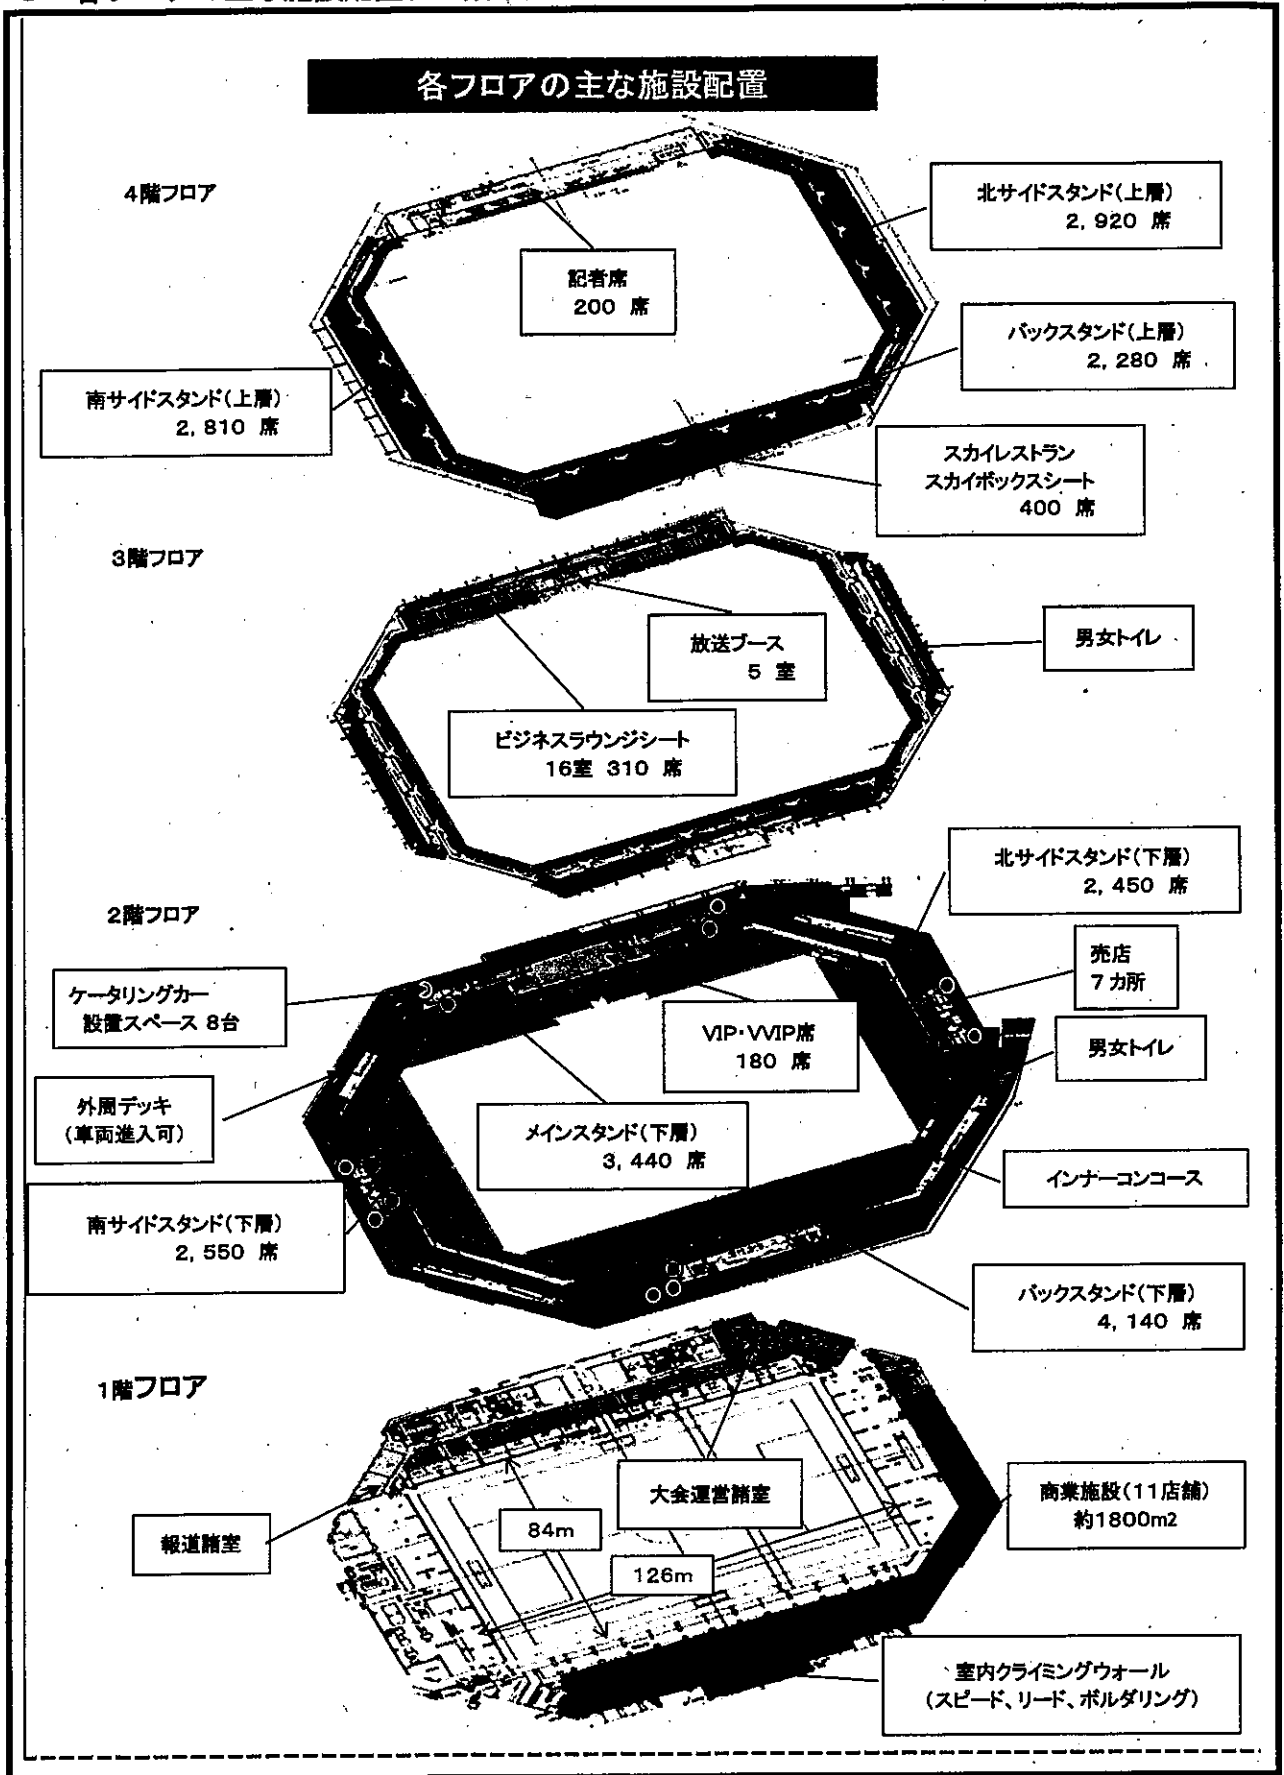 各フロアの主な施設配置
4階フロア
北サイドスタンド(上層)
2,920 席
記者席
200 席
バックスタンド(上層)
2,280 席
南サイドスタンド(上層)
2,810 席
スカイレストラン
スカイボックスシート
400 席
3階フロア
放送ブース
5 室
男女トイレ
ビジネスラウンジシート
16室 310 席
北サイドスタンド(下層)
2,450 席
2階フロア
売店
7カ所
ケータリングカー
設置スペース 8台
VIP・VVIP席
180 席
男女トイレ
外周デッキ
(車両進入可)
メインスタンド(下層)
3,440 席
インナーコンコース
南サイドスタンド(下層)
2,550 席
バックスタンド(下層)
4,140 席
1階フロア
大会運営諸室
商業施設(11店舗)
約1800m2
報道諸室
84m
126m
室内クライミングウォール
(スピード、リード、ボルダリング)